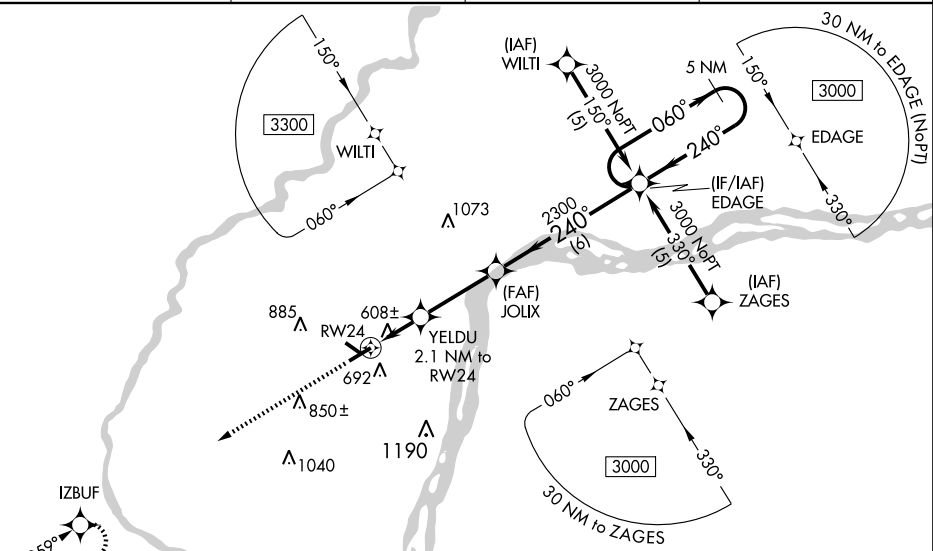 (IAF)
WILTI
3000 NoPT
150°
(5)
5 NM
060°
240°
30 NM to EDAGE (NoPT)
150°
3000
EDAGE
330°
150°
3300
WILTI
060°
(IF/IAF)
EDAGE
1073
2300
240°
(6)
3000 NoPT
330°
(5)
(IAF)
ZAGES
(FAF)
JOLIX
885
608±
RW24
YELDU
2.1 NM to
RW24
692
850±
1190
1040
060°
ZAGES
330°
3000
30 NM to ZAGES
IZBUF